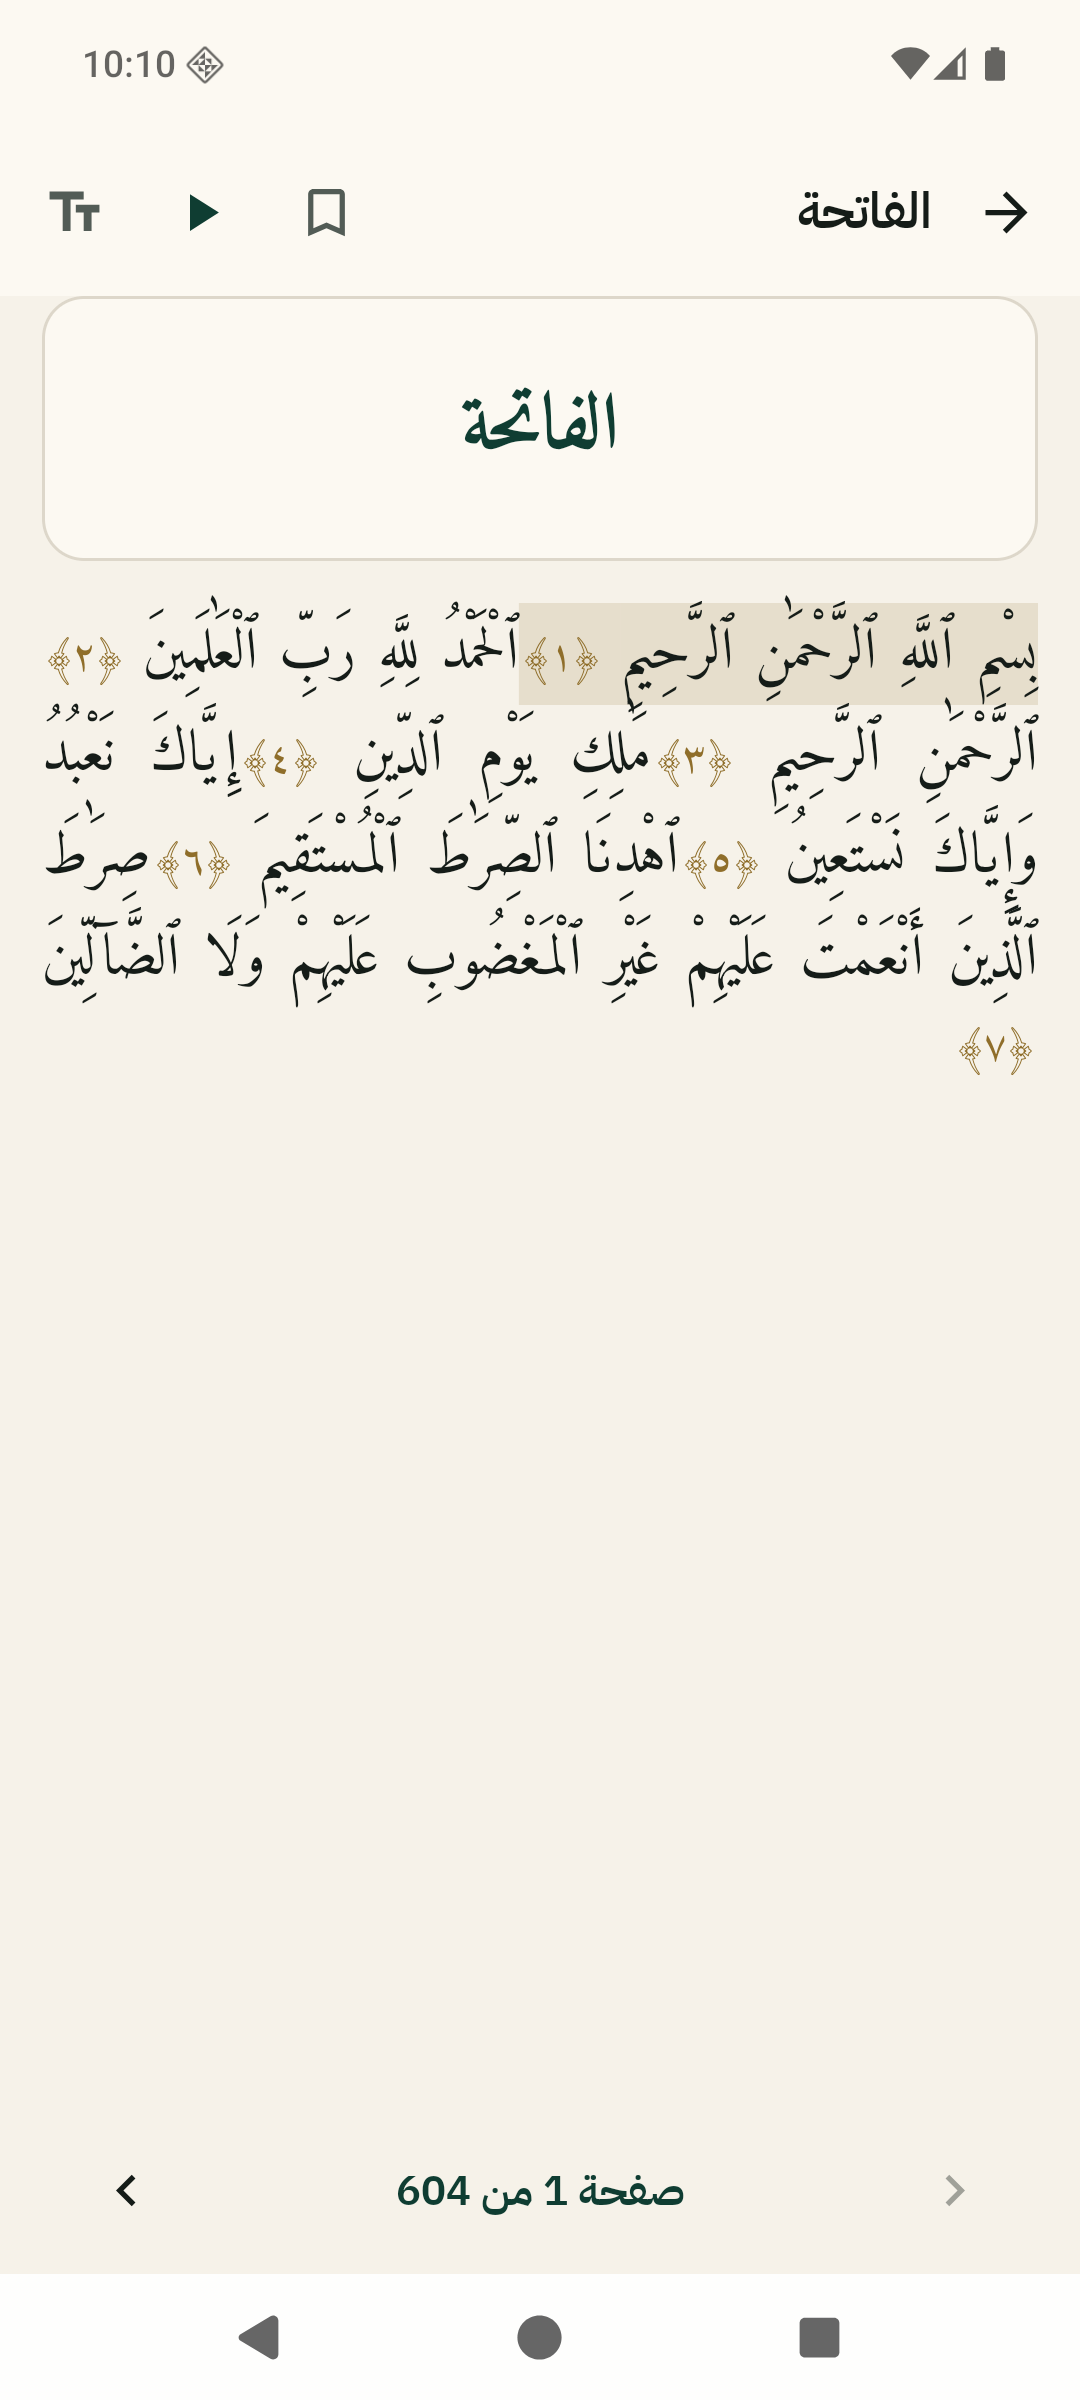 10:10
الفاتحة
الفاتحة
بِسْمِ ٱللَّهِ ٱلرَّحْمَٰنِ ٱلرَّحِيمِ ﴿١﴾ ٱلْحَمْدُ لِلَّهِ رَبِّ ٱلْعَٰلَمِينَ ﴿٢﴾
ٱلرَّحْمَٰنِ ٱلرَّحِيمِ ﴿٣﴾ مَٰلِكِ يَوْمِ ٱلدِّينِ ﴿٤﴾ إِيَّاكَ نَعْبُدُ
وَإِيَّاكَ نَسْتَعِينُ ﴿٥﴾ ٱهْدِنَا ٱلصِّرَٰطَ ٱلْمُسْتَقِيمَ ﴿٦﴾ صِرَٰطَ
ٱلَّذِينَ أَنْعَمْتَ عَلَيْهِمْ غَيْرِ ٱلْمَغْضُوبِ عَلَيْهِمْ وَلَا ٱلضَّآلِّينَ
﴿٧﴾
صفحة 1 من 604